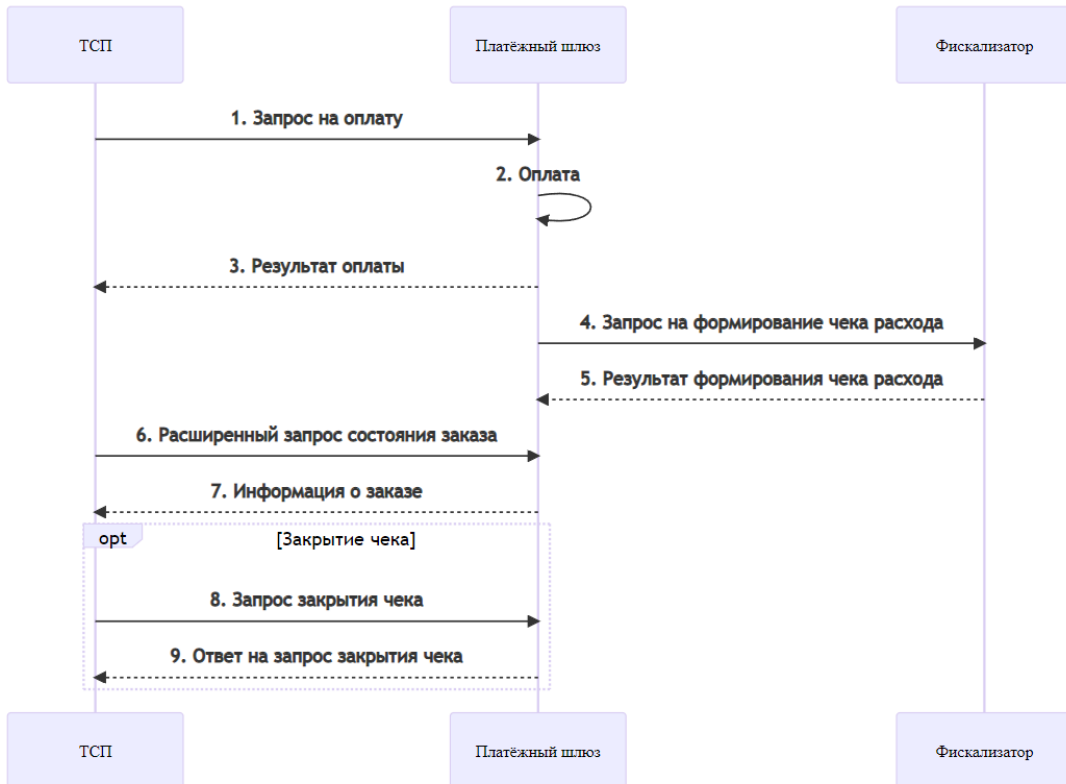 ТСП
Платёжный шлюз
Фискализатор
1. Запрос на оплату
2. Оплата
3. Результат оплаты
4. Запрос на формирование чека расхода
5. Результат формирования чека расхода
6. Расширенный запрос состояния заказа
7. Информация о заказе
opt
[Закрытие чека]
8. Запрос закрытия чека
9. Ответ на запрос закрытия чека
ТСП
Платёжный шлюз
Фискализатор